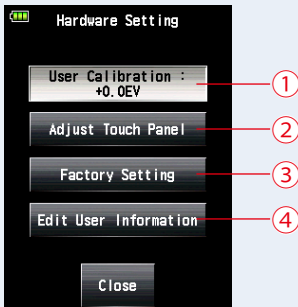 Hardware Setting
User Calibration :
+0.0EV
①
Adjust Touch Panel
②
Factory Setting
③
Edit User Information
④
Close